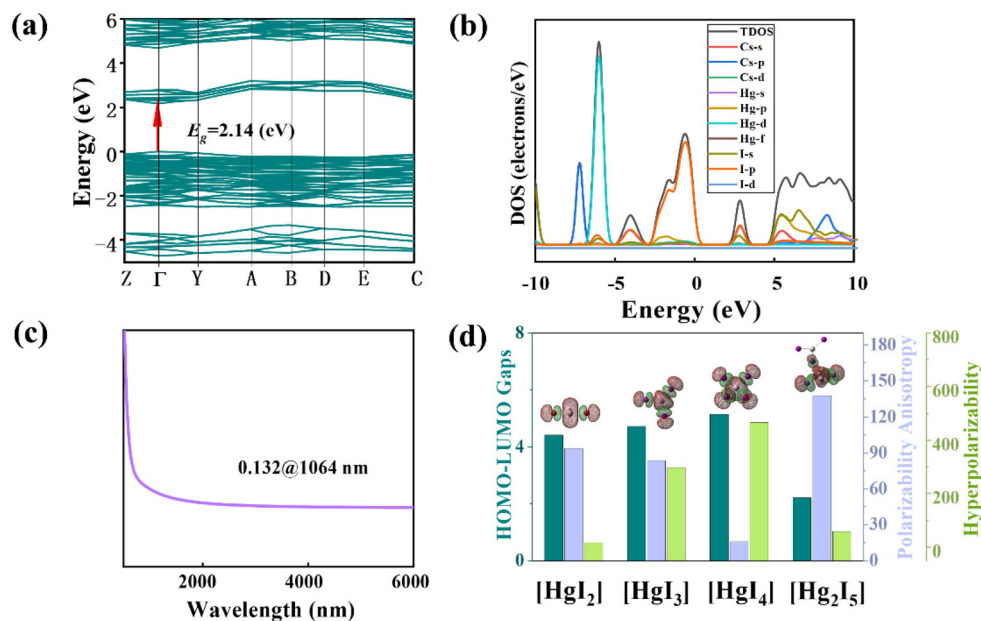 (a)
6
4
2
0
−2
−4
Energy (eV)
E_g=2.14 (eV)
Z Γ Y A B D E C
(b)
DOS (electrons/eV)
TDOS
Cs-s
Cs-p
Cs-d
Hg-s
Hg-p
Hg-d
Hg-f
I-s
I-p
I-d
-10 -5 0 5 10
Energy (eV)
(c)
0.132@1064 nm
2000 4000 6000
Wavelength (nm)
(d)
HOMO-LUMO Gaps
8
4
0
180
150
120
90
60
30
15
0
Polarizability Anisotropy
800
600
400
200
0
Hyperpolarizability
[HgI₂] [HgI₃] [HgI₄] [Hg₂I₅]